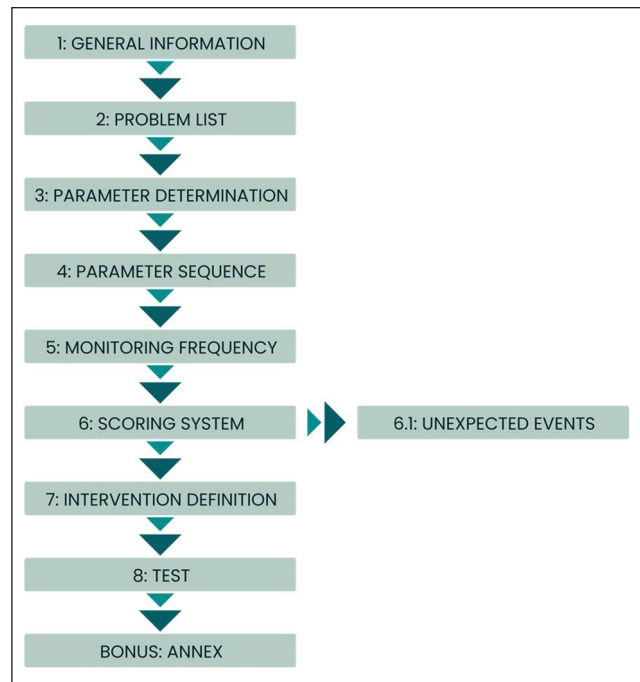 1: GENERAL INFORMATION
2: PROBLEM LIST
3: PARAMETER DETERMINATION
4: PARAMETER SEQUENCE
5: MONITORING FREQUENCY
6: SCORING SYSTEM
6.1: UNEXPECTED EVENTS
7: INTERVENTION DEFINITION
8: TEST
BONUS: ANNEX